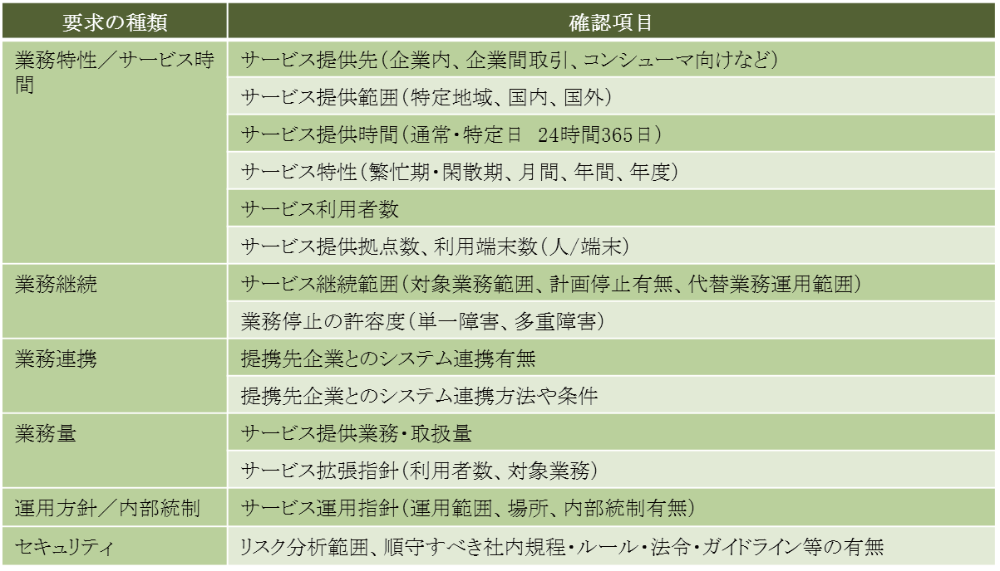 要求の種類 確認項目
業務特性／サービス時
間
サービス提供先（企業内、企業間取引、コンシューマ向けなど）
サービス提供範囲（特定地域、国内、国外）
サービス提供時間（通常・特定日　24時間365日）
サービス特性（繁忙期・閑散期、月間、年間、年度）
サービス利用者数
サービス提供拠点数、利用端末数（人/端末）
業務継続 サービス継続範囲（対象業務範囲、計画停止有無、代替業務運用範囲）
業務停止の許容度（単一障害、多重障害）
業務連携 提携先企業とのシステム連携有無
提携先企業とのシステム連携方法や条件
業務量 サービス提供業務・取扱量
サービス拡張指針（利用者数、対象業務）
運用方針／内部統制 サービス運用指針（運用範囲、場所、内部統制有無）
セキュリティ リスク分析範囲、順守すべき社内規程・ルール・法令・ガイドライン等の有無